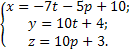 x = −7t − 5p + 10;
y = 10t + 4;
z = 10p + 3.